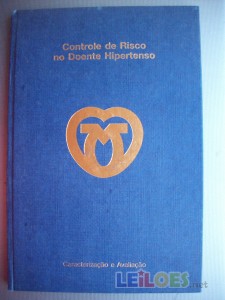 Controle de Risco
no Doente Hipertenso
Caracterização e Avaliação
LEiLOES.net